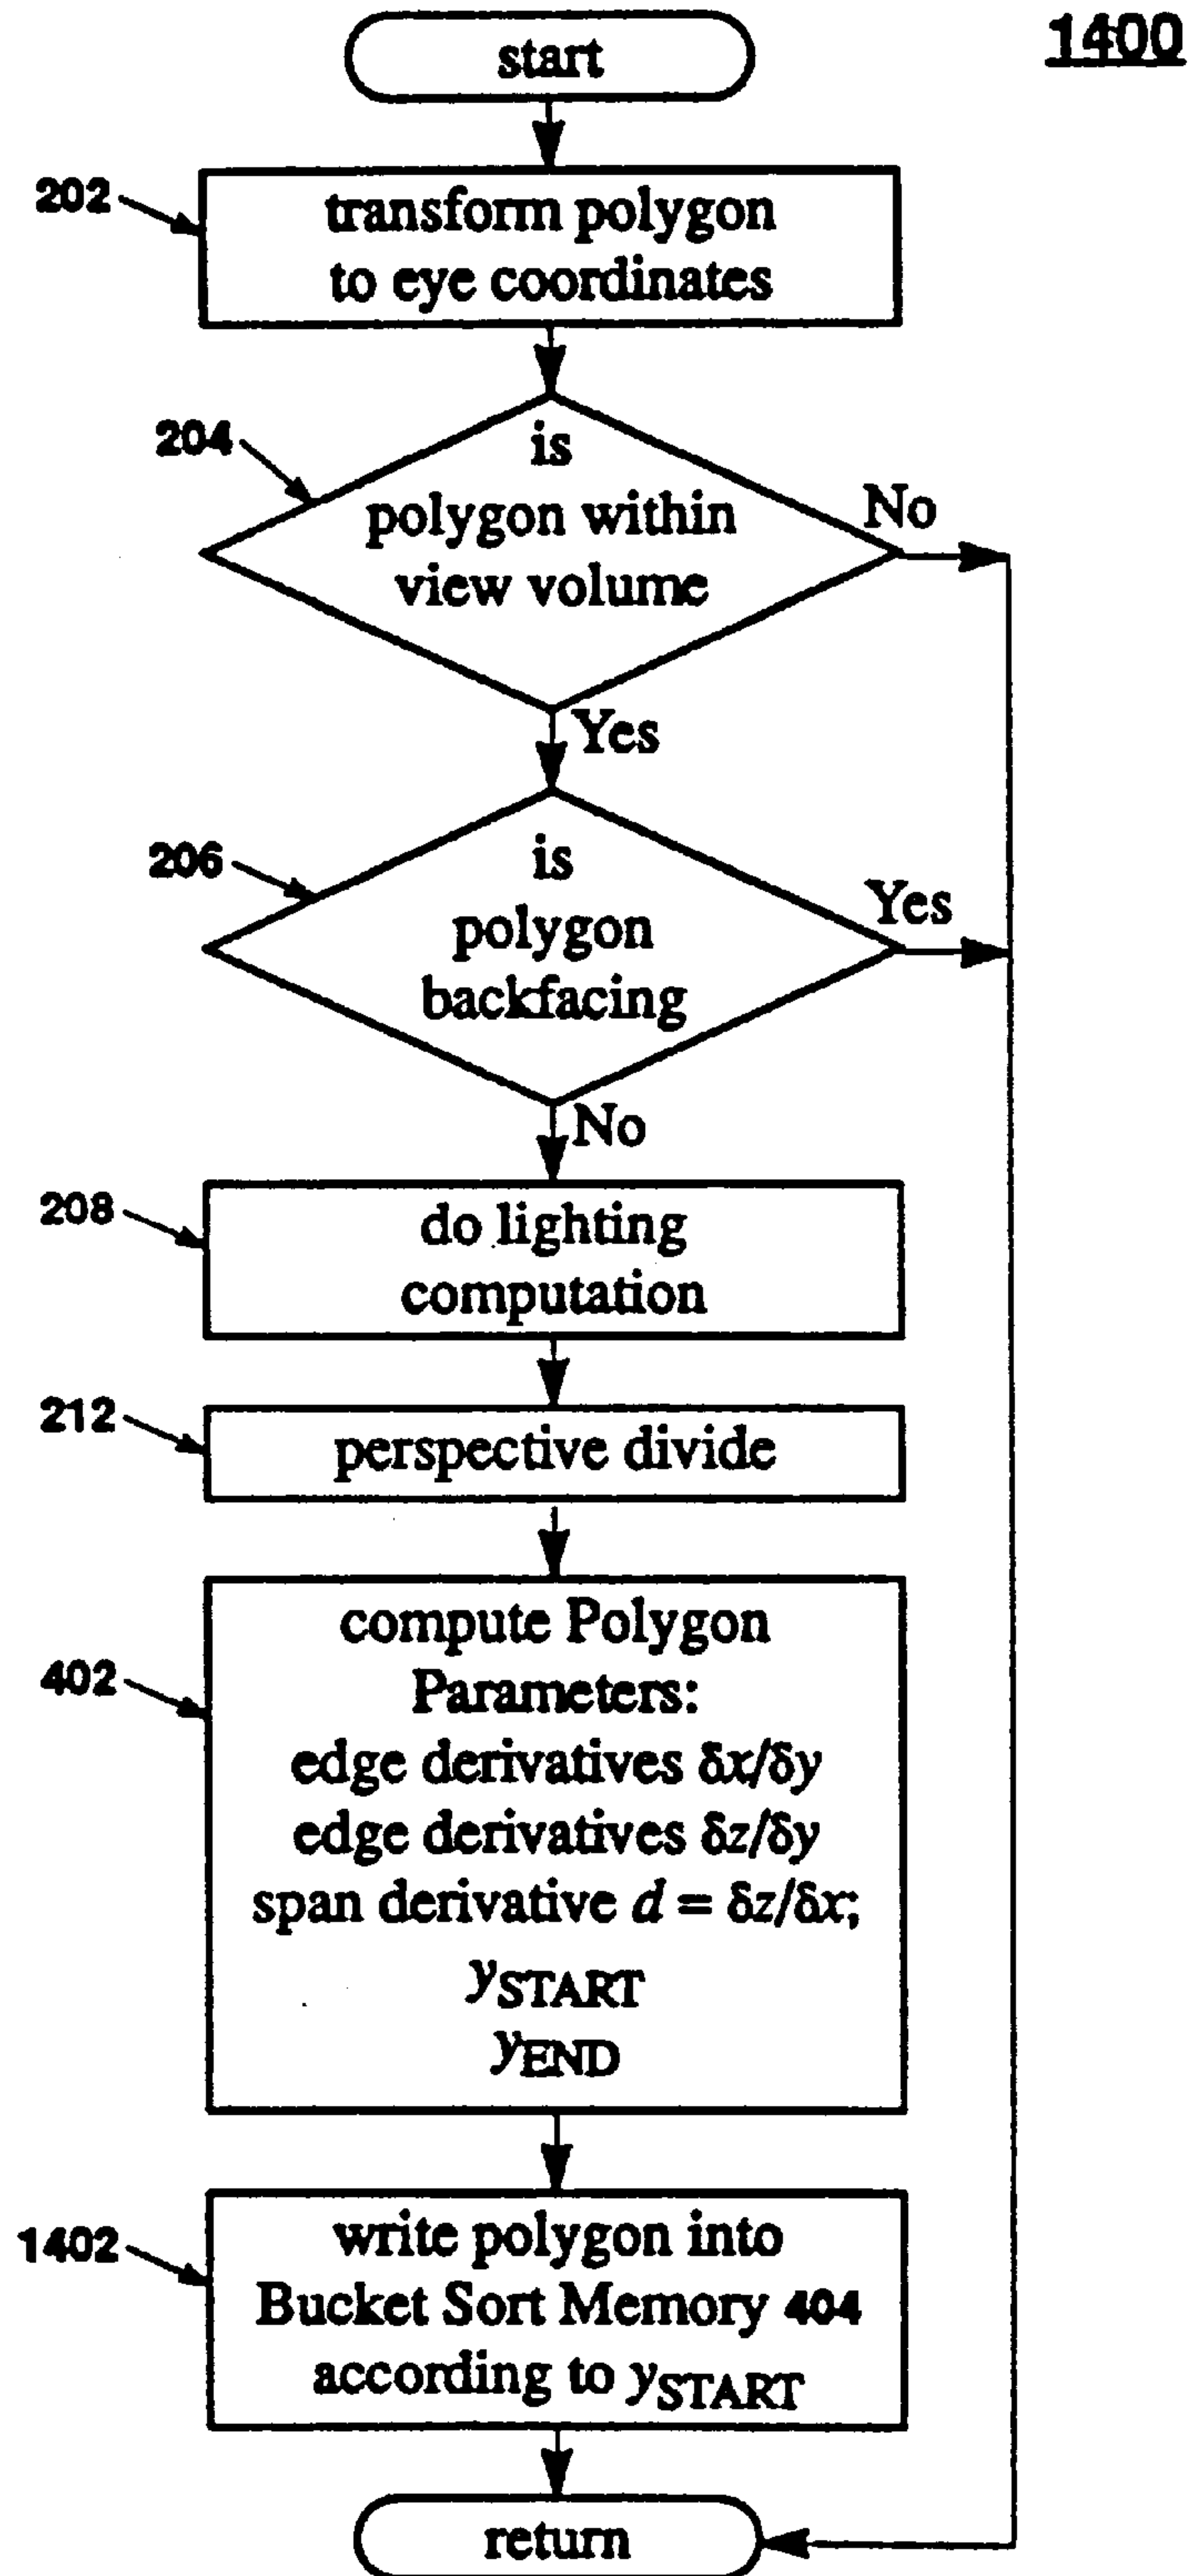 1400
start
202
transform polygon
to eye coordinates
204
is
polygon within
view volume
No
Yes
206
is
polygon
backfacing
Yes
No
208
do lighting
computation
212
perspective divide
402
compute Polygon
Parameters:
edge derivatives δx/δy
edge derivatives δz/δy
span derivative d = δz/δx;
ySTART
yEND
1402
write polygon into
Bucket Sort Memory 404
according to ySTART
return